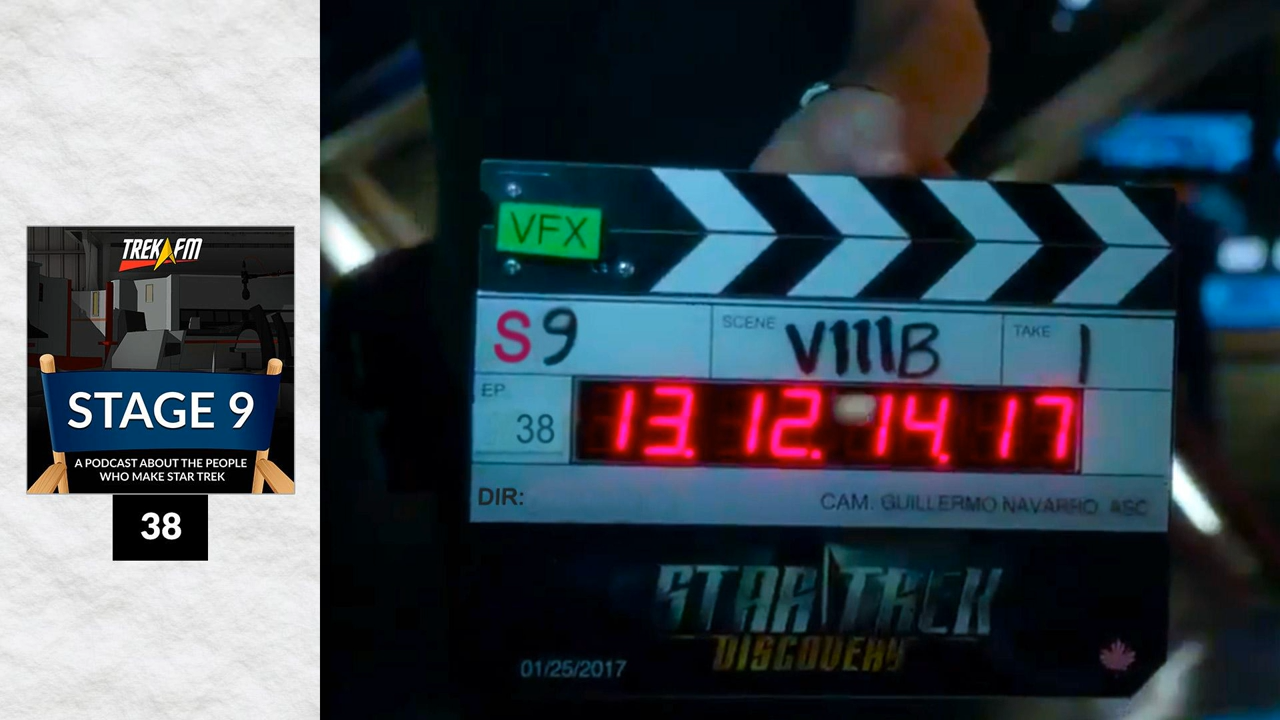 TREK FM
STAGE 9
A PODCAST ABOUT THE PEOPLE
WHO MAKE STAR TREK
38
VFX
S9
SCENE
V111B
TAKE
1
EP
38
13.12.14.17
DIR:
CAM. GUILLERMO NAVARRO ASC
STAR TREK
DISCOVERY
01/25/2017